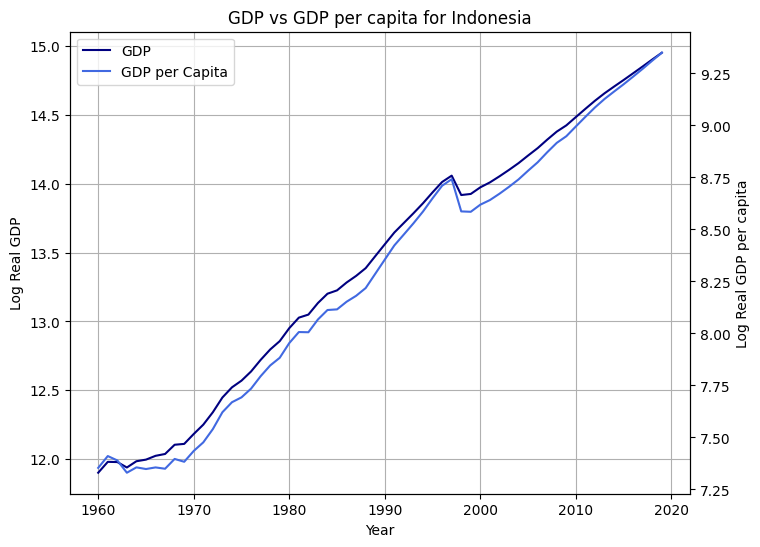 GDP vs GDP per capita for Indonesia
GDP
GDP per Capita
15.0
14.5
14.0
13.5
13.0
12.5
12.0
Log Real GDP
9.25
9.00
8.75
8.50
8.25
8.00
7.75
7.50
7.25
Log Real GDP per capita
1960 1970 1980 1990 2000 2010 2020
Year